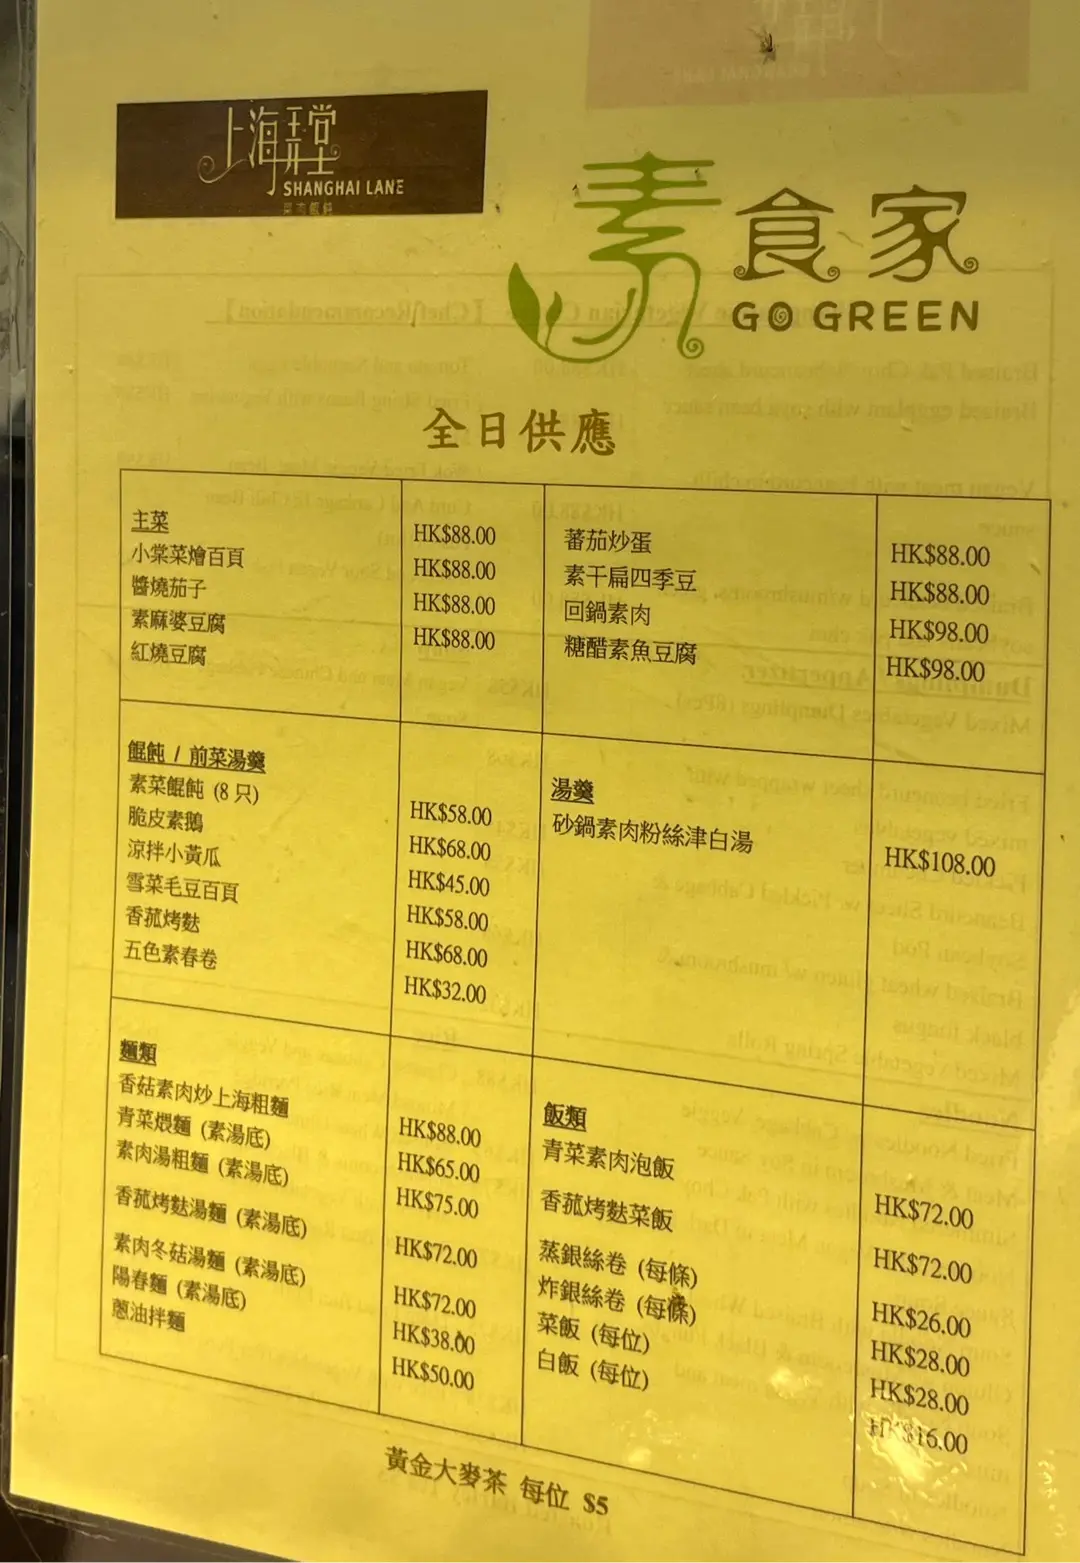 上海弄堂
SHANGHAI LANE
素食家
GO GREEN
全日供應
主菜
小棠菜燴百頁 HK$88.00
醬燒茄子 HK$88.00
素麻婆豆腐 HK$88.00
紅燒豆腐 HK$88.00
蕃茄炒蛋 HK$88.00
素干扁四季豆 HK$88.00
回鍋素肉 HK$98.00
糖醋素魚豆腐 HK$98.00
餛飩 / 前菜湯羹
素菜餛飩 (8 只) HK$58.00
脆皮素鵝 HK$68.00
涼拌小黃瓜 HK$45.00
雪菜毛豆百頁 HK$58.00
香菰烤麩 HK$68.00
五色素春卷 HK$32.00
湯羹
砂鍋素肉粉絲津白湯 HK$108.00
麵類
香菇素肉炒上海粗麵 HK$88.00
青菜煨麵 (素湯底) HK$65.00
素肉湯粗麵 (素湯底) HK$75.00
香菰烤麩湯麵 (素湯底) HK$72.00
素肉冬菇湯麵 (素湯底) HK$72.00
陽春麵 (素湯底) HK$38.00
蔥油拌麵 HK$50.00
飯類
青菜素肉泡飯 HK$72.00
香菰烤麩菜飯 HK$72.00
蒸銀絲卷 (每條) HK$26.00
炸銀絲卷 (每條) HK$28.00
菜飯 (每位) HK$28.00
白飯 (每位) HK$16.00
黃金大麥茶 每位 $5